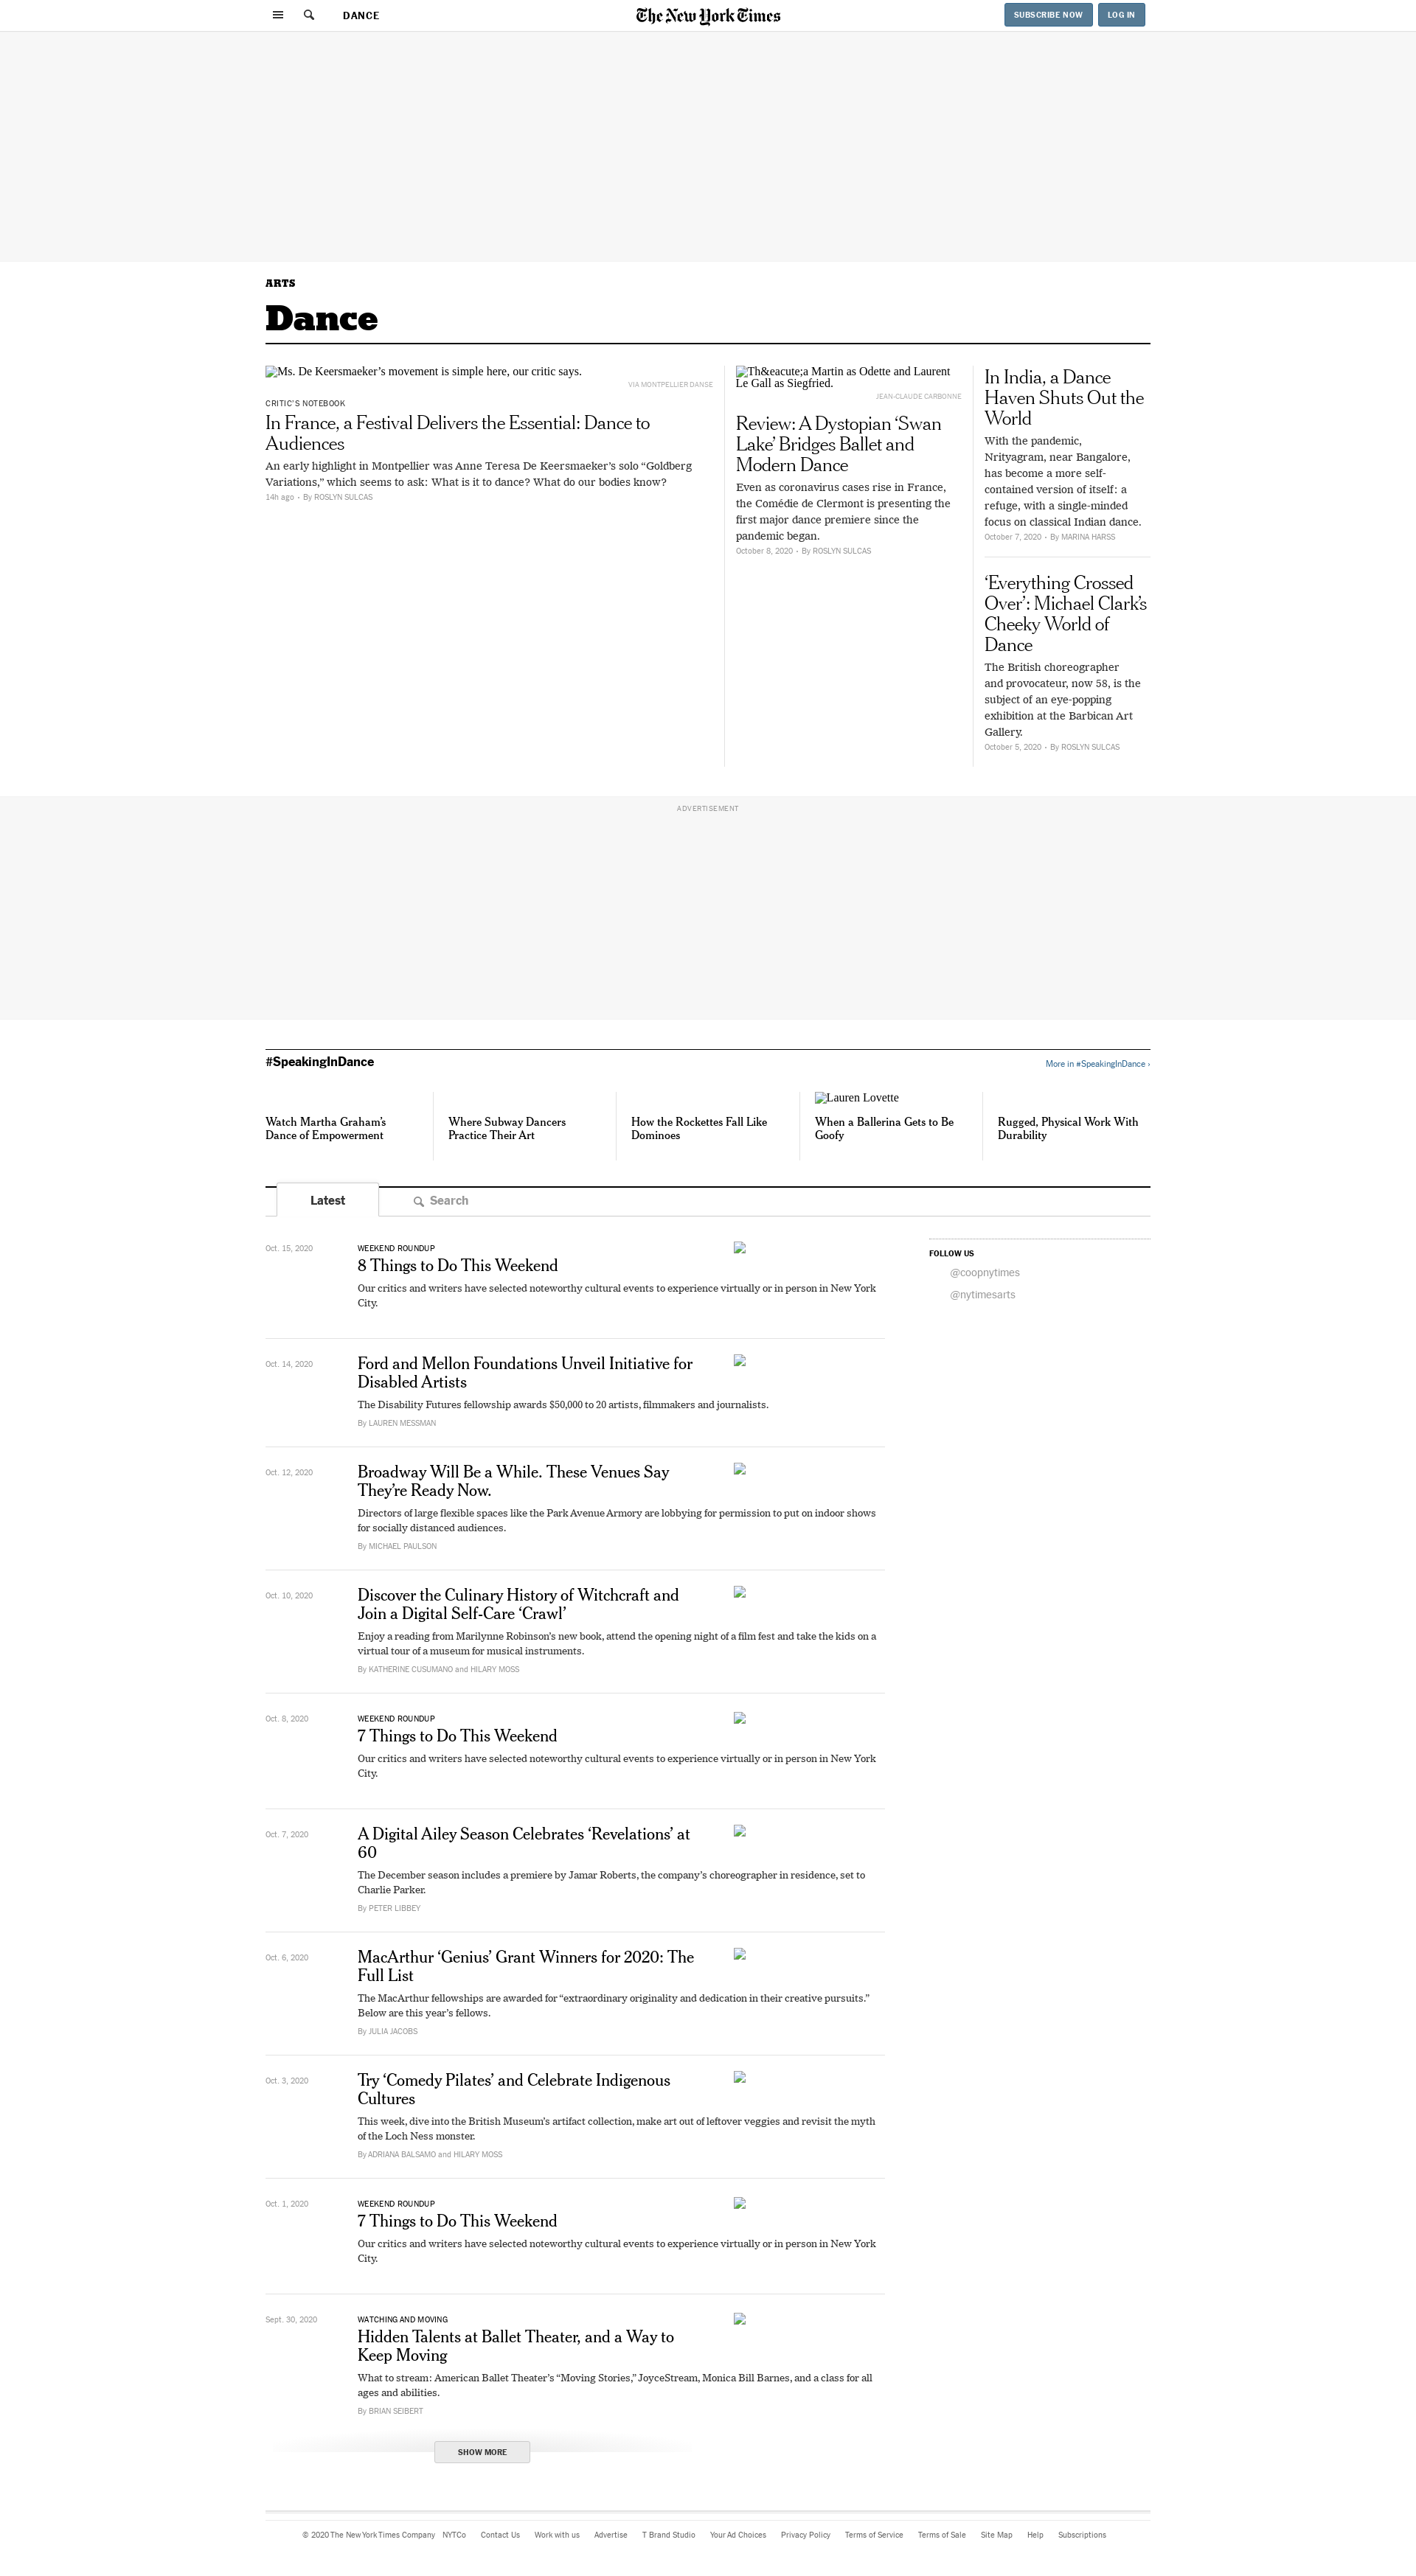 DANCE
The New York Times
SUBSCRIBE NOW
LOG IN
ARTS
Dance
Ms. De Keersmaeker’s movement is simple here, our critic says.
VIA MONTPELLIER DANSE
CRITIC’S NOTEBOOK
In France, a Festival Delivers the Essential: Dance to
Audiences
An early highlight in Montpellier was Anne Teresa De Keersmaeker’s solo “Goldberg
Variations,” which seems to ask: What is it to dance? What do our bodies know?
14h ago • By ROSLYN SULCAS
Th&eacute;a Martin as Odette and Laurent
Le Gall as Siegfried.
JEAN-CLAUDE CARBONNE
Review: A Dystopian ‘Swan
Lake’ Bridges Ballet and
Modern Dance
Even as coronavirus cases rise in France,
the Comédie de Clermont is presenting the
first major dance premiere since the
pandemic began.
October 8, 2020 • By ROSLYN SULCAS
In India, a Dance
Haven Shuts Out the
World
With the pandemic,
Nrityagram, near Bangalore,
has become a more self-
contained version of itself: a
refuge, with a single-minded
focus on classical Indian dance.
October 7, 2020 • By MARINA HARSS
‘Everything Crossed
Over’: Michael Clark’s
Cheeky World of
Dance
The British choreographer
and provocateur, now 58, is the
subject of an eye-popping
exhibition at the Barbican Art
Gallery.
October 5, 2020 • By ROSLYN SULCAS
ADVERTISEMENT
#SpeakingInDance
More in #SpeakingInDance ›
Watch Martha Graham’s
Dance of Empowerment
Where Subway Dancers
Practice Their Art
How the Rockettes Fall Like
Dominoes
Lauren Lovette
When a Ballerina Gets to Be
Goofy
Rugged, Physical Work With
Durability
Latest
Search
Oct. 15, 2020
WEEKEND ROUNDUP
8 Things to Do This Weekend
Our critics and writers have selected noteworthy cultural events to experience virtually or in person in New York
City.
FOLLOW US
@coopnytimes
@nytimesarts
Oct. 14, 2020
Ford and Mellon Foundations Unveil Initiative for
Disabled Artists
The Disability Futures fellowship awards $50,000 to 20 artists, filmmakers and journalists.
By LAUREN MESSMAN
Oct. 12, 2020
Broadway Will Be a While. These Venues Say
They’re Ready Now.
Directors of large flexible spaces like the Park Avenue Armory are lobbying for permission to put on indoor shows
for socially distanced audiences.
By MICHAEL PAULSON
Oct. 10, 2020
Discover the Culinary History of Witchcraft and
Join a Digital Self-Care ‘Crawl’
Enjoy a reading from Marilynne Robinson’s new book, attend the opening night of a film fest and take the kids on a
virtual tour of a museum for musical instruments.
By KATHERINE CUSUMANO and HILARY MOSS
Oct. 8, 2020
WEEKEND ROUNDUP
7 Things to Do This Weekend
Our critics and writers have selected noteworthy cultural events to experience virtually or in person in New York
City.
Oct. 7, 2020
A Digital Ailey Season Celebrates ‘Revelations’ at
60
The December season includes a premiere by Jamar Roberts, the company’s choreographer in residence, set to
Charlie Parker.
By PETER LIBBEY
Oct. 6, 2020
MacArthur ‘Genius’ Grant Winners for 2020: The
Full List
The MacArthur fellowships are awarded for “extraordinary originality and dedication in their creative pursuits.”
Below are this year’s fellows.
By JULIA JACOBS
Oct. 3, 2020
Try ‘Comedy Pilates’ and Celebrate Indigenous
Cultures
This week, dive into the British Museum’s artifact collection, make art out of leftover veggies and revisit the myth
of the Loch Ness monster.
By ADRIANA BALSAMO and HILARY MOSS
Oct. 1, 2020
WEEKEND ROUNDUP
7 Things to Do This Weekend
Our critics and writers have selected noteworthy cultural events to experience virtually or in person in New York
City.
Sept. 30, 2020
WATCHING AND MOVING
Hidden Talents at Ballet Theater, and a Way to
Keep Moving
What to stream: American Ballet Theater’s “Moving Stories,” JoyceStream, Monica Bill Barnes, and a class for all
ages and abilities.
By BRIAN SEIBERT
SHOW MORE
© 2020 The New York Times Company NYTCo Contact Us Work with us Advertise T Brand Studio Your Ad Choices Privacy Policy Terms of Service Terms of Sale Site Map Help Subscriptions